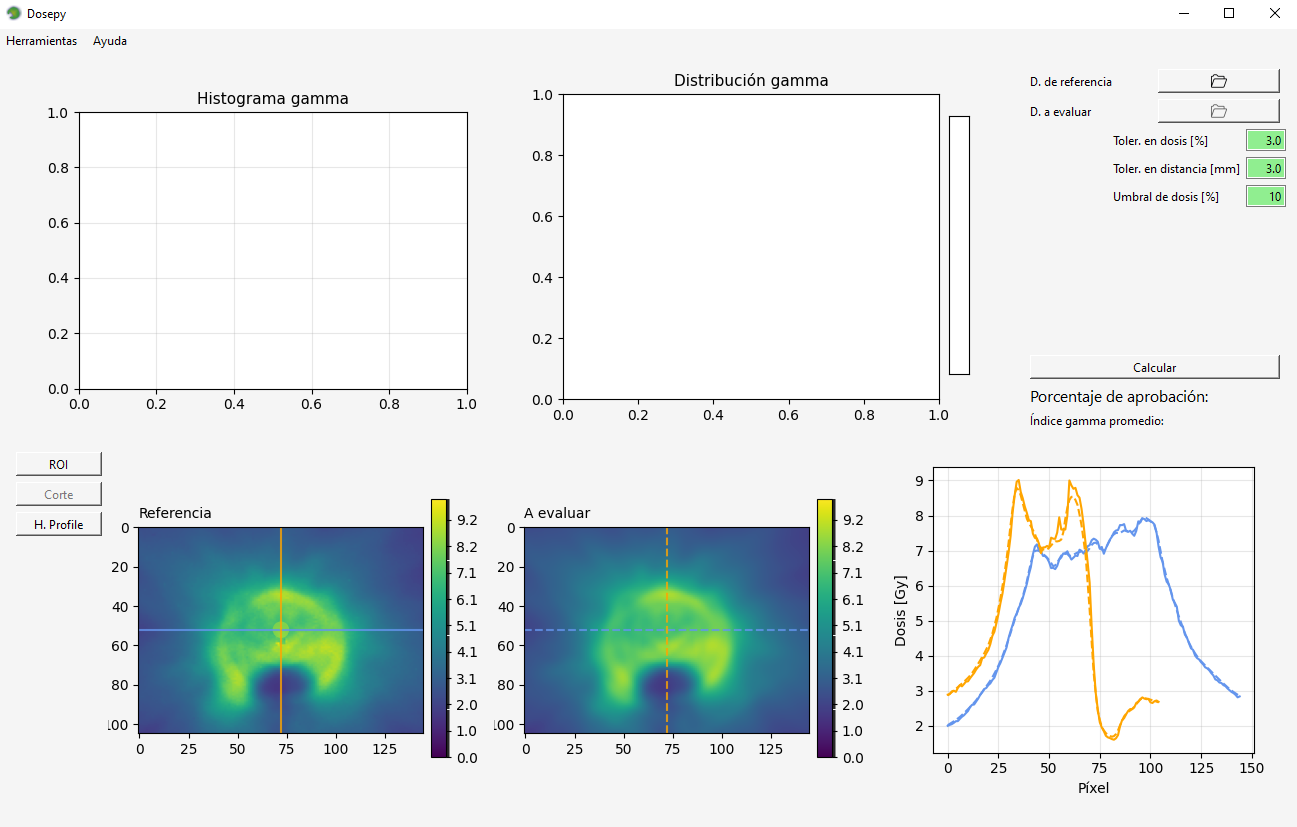 Dosepy
Herramientas Ayuda
Histograma gamma
1.0
0.8
0.6
0.4
0.2
0.0
0.0 0.2 0.4 0.6 0.8 1.0
Distribución gamma
1.0
0.8
0.6
0.4
0.2
0.0
0.0 0.2 0.4 0.6 0.8 1.0
D. de referencia
D. a evaluar
Toler. en dosis [%] 3.0
Toler. en distancia [mm] 3.0
Umbral de dosis [%] 10
Calcular
Porcentaje de aprobación:
Índice gamma promedio:
ROI
Corte
H. Profile
Referencia
0
20
40
60
80
100
0 25 50 75 100 125
9.2
8.2
7.1
6.1
5.1
4.1
3.1
2.0
1.0
0.0
A evaluar
0
20
40
60
80
100
0 25 50 75 100 125
9.2
8.2
7.1
6.1
5.1
4.1
3.1
2.0
1.0
0.0
Dosis [Gy]
9
8
7
6
5
4
3
2
0 25 50 75 100 125 150
Píxel